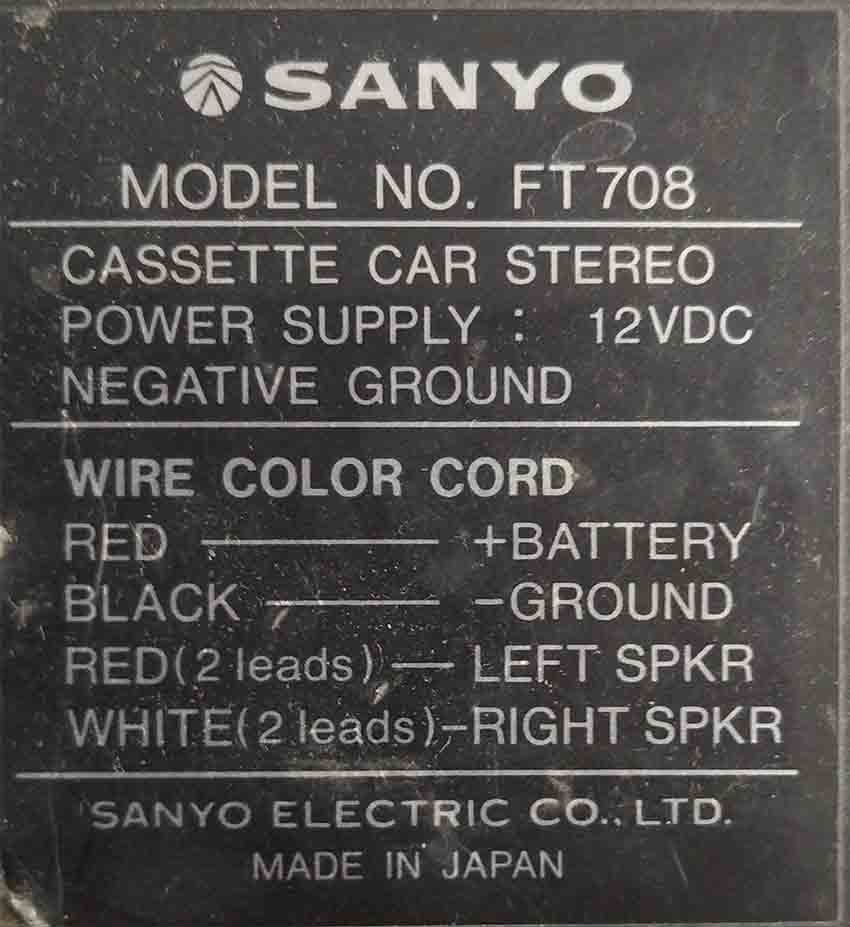 SANYO
MODEL NO. FT708
CASSETTE CAR STEREO
POWER SUPPLY : 12VDC
NEGATIVE GROUND
WIRE COLOR CORD
RED — +BATTERY
BLACK — -GROUND
RED(2 leads) — LEFT SPKR
WHITE(2 leads)-RIGHT SPKR
SANYO ELECTRIC CO., LTD.
MADE IN JAPAN